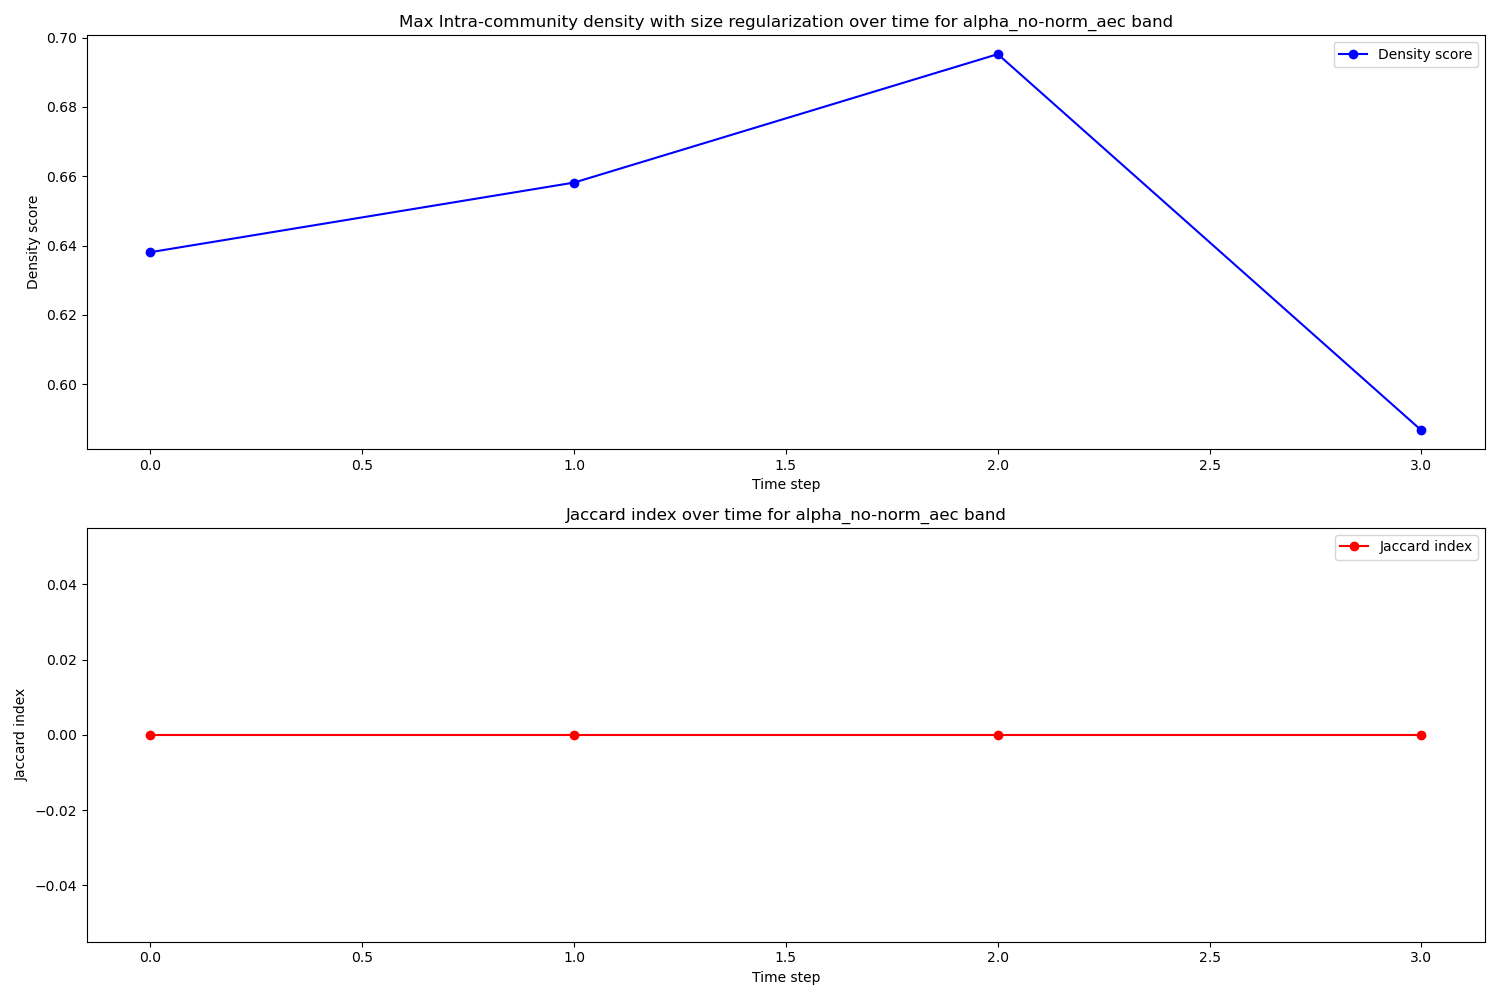 Max Intra-community density with size regularization over time for alpha_no-norm_aec band
0.70
Density score
0.68
0.66
0.64
0.62
0.60
Density score
0.0 0.5 1.0 1.5 2.0 2.5 3.0
Time step
Jaccard index over time for alpha_no-norm_aec band
Jaccard index
0.04
0.02
0.00
−0.02
−0.04
Jaccard index
0.0 0.5 1.0 1.5 2.0 2.5 3.0
Time step